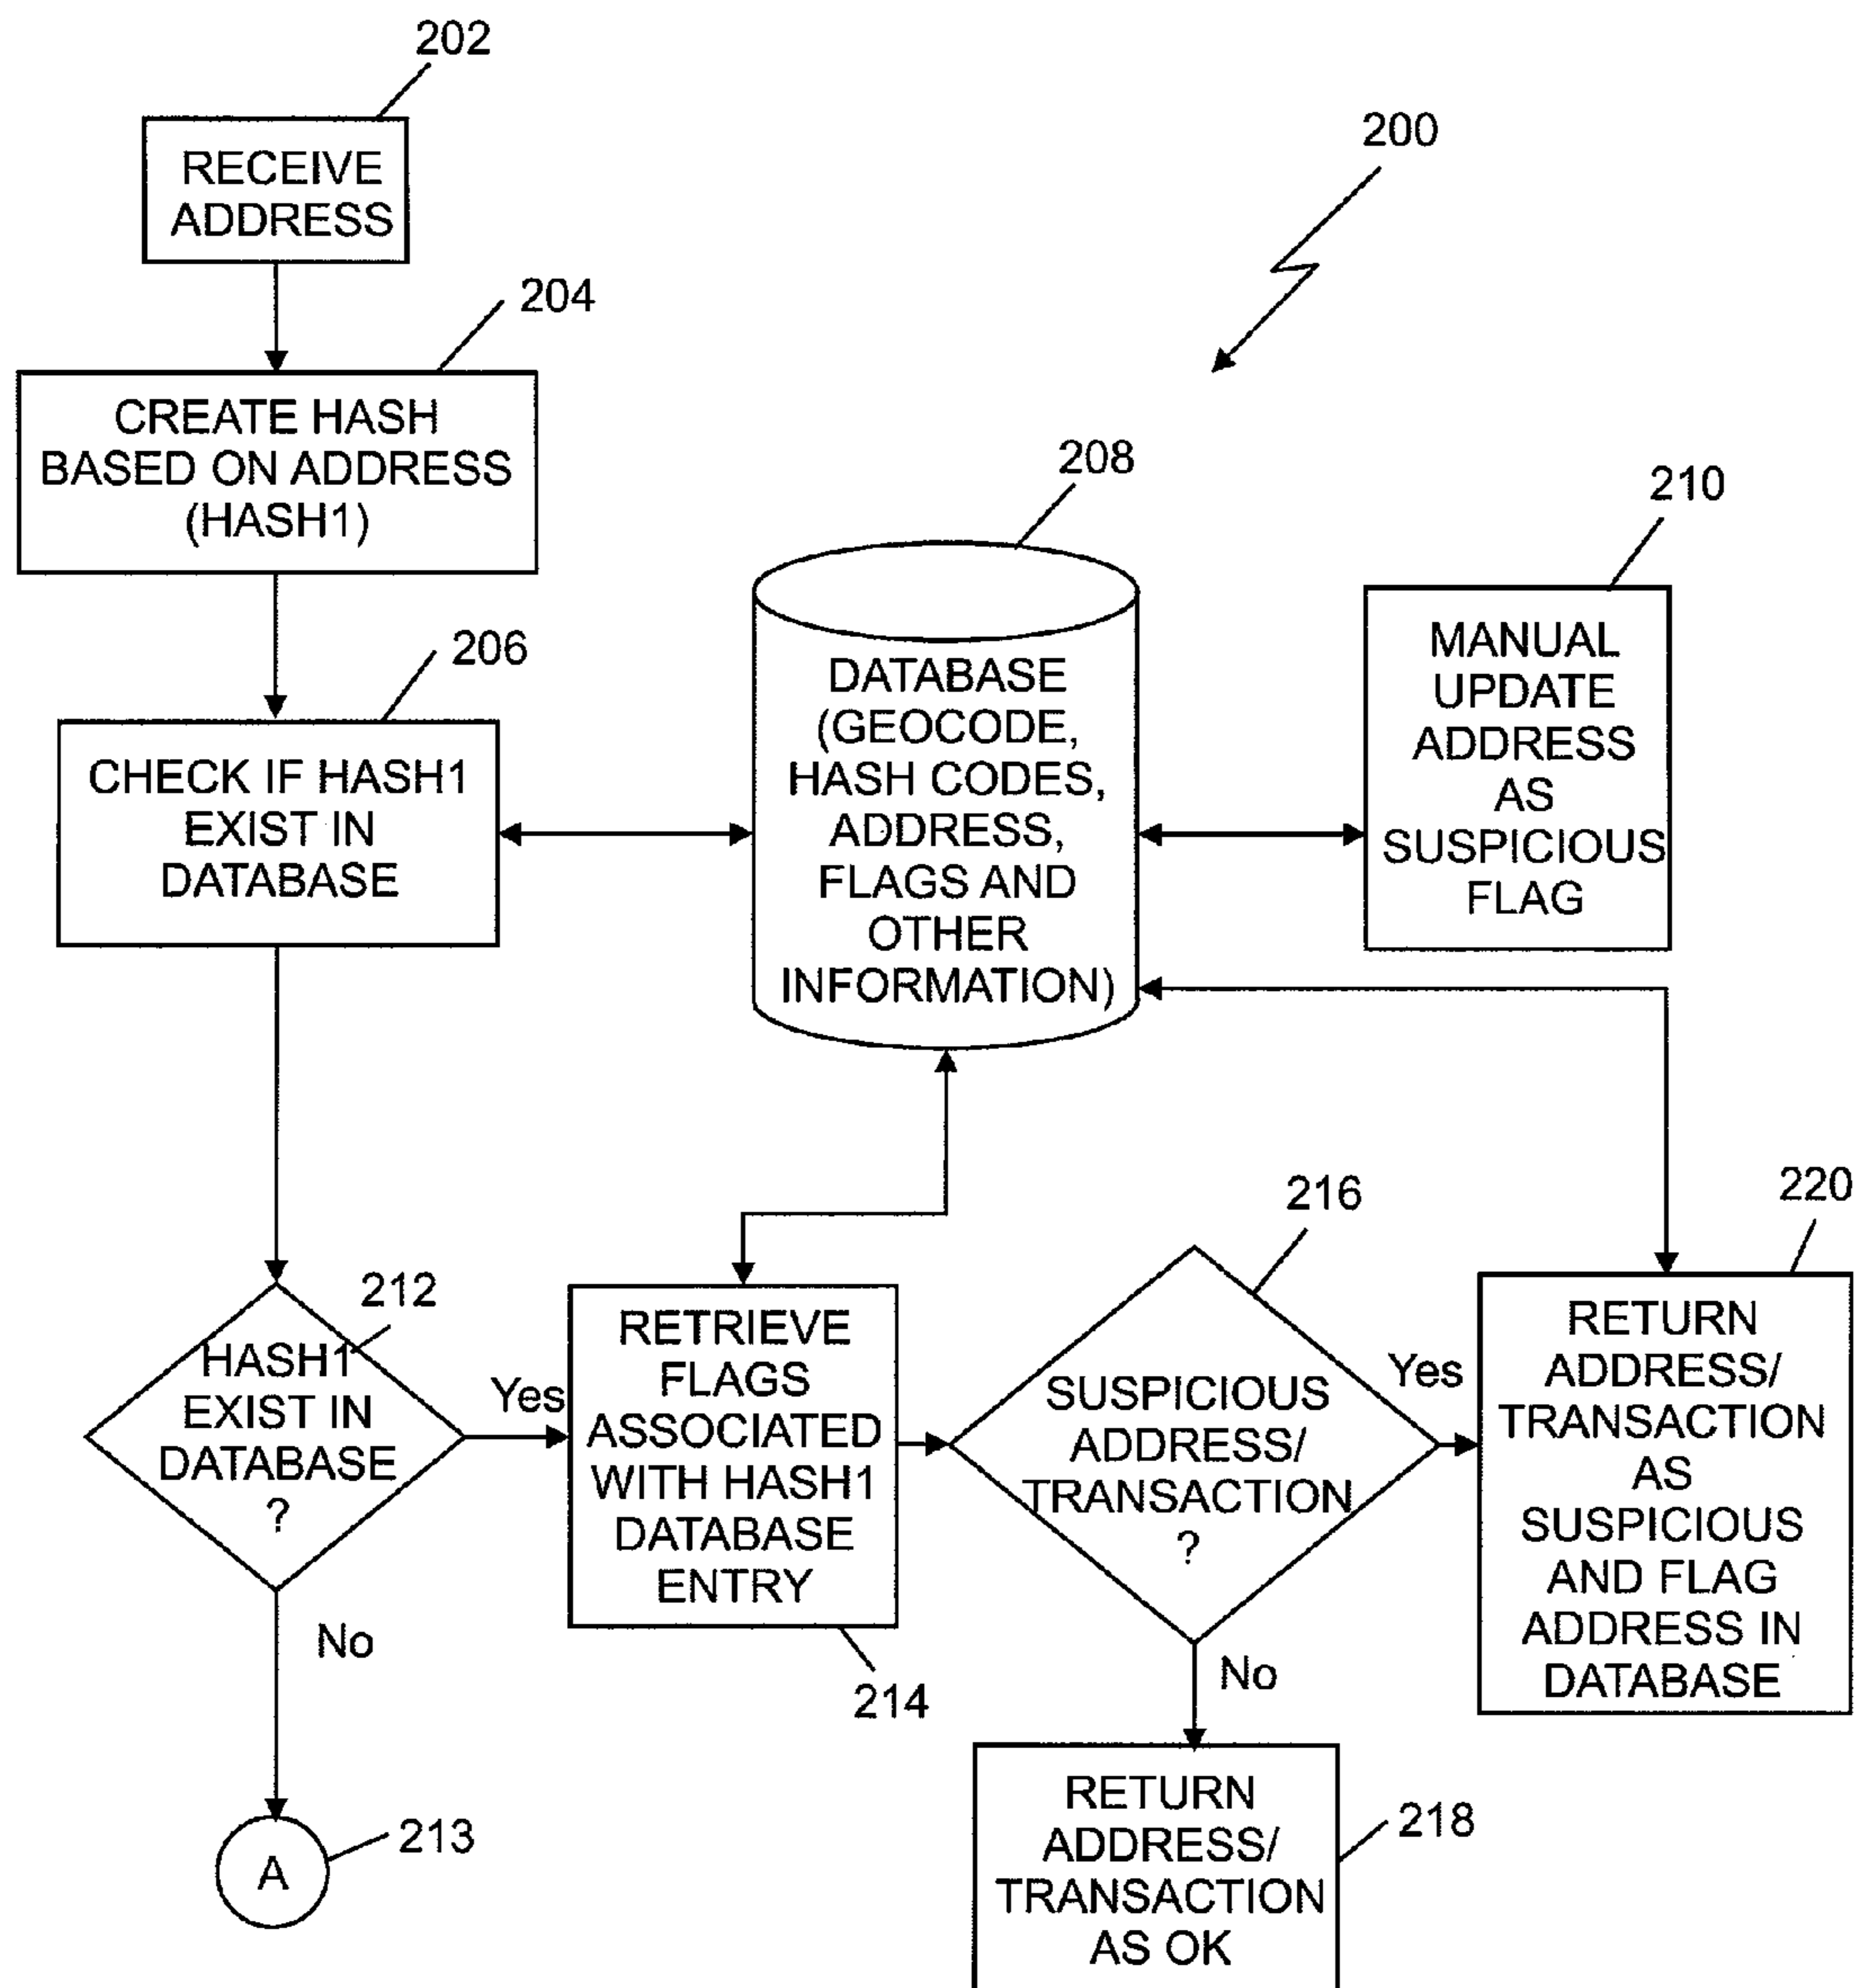 202
RECEIVE
ADDRESS
200
204
CREATE HASH
BASED ON ADDRESS
(HASH1)
206
CHECK IF HASH1
EXIST IN
DATABASE
208
DATABASE
(GEOCODE,
HASH CODES,
ADDRESS,
FLAGS AND
OTHER
INFORMATION)
210
MANUAL
UPDATE
ADDRESS
AS
SUSPICIOUS
FLAG
212
HASH1
EXIST IN
DATABASE
?
Yes
No
A
213
RETRIEVE
FLAGS
ASSOCIATED
WITH HASH1
DATABASE
ENTRY
214
216
SUSPICIOUS
ADDRESS/
TRANSACTION
?
Yes
No
220
RETURN
ADDRESS/
TRANSACTION
AS
SUSPICIOUS
AND FLAG
ADDRESS IN
DATABASE
RETURN
ADDRESS/
TRANSACTION
AS OK
218